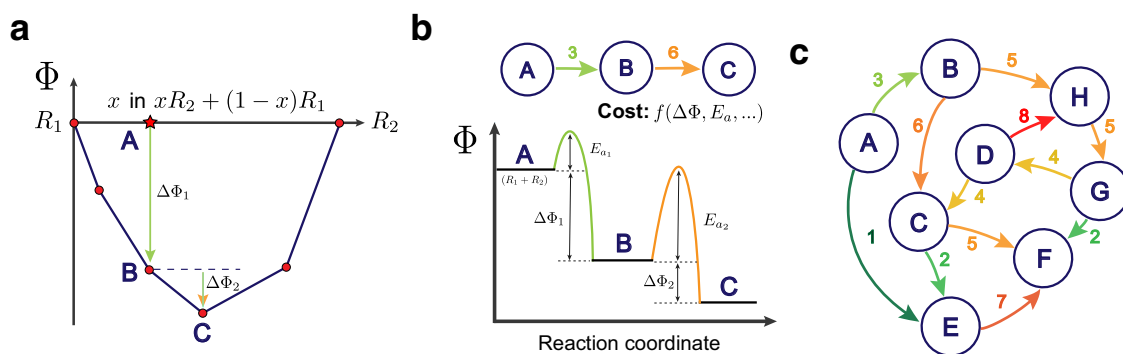 a
Φ
x in xR₂ + (1 − x)R₁
R₁
R₂
A
ΔΦ₁
B
ΔΦ₂
C
b
3
6
A
B
C
Cost: f(ΔΦ, Eₐ, ...)
Φ
A
(R₁ + R₂)
Eₐ₁
ΔΦ₁
Eₐ₂
B
ΔΦ₂
C
Reaction coordinate
c
B
5
3
H
A
6
8
D
5
4
4
G
C
1
5
2
2
F
7
E